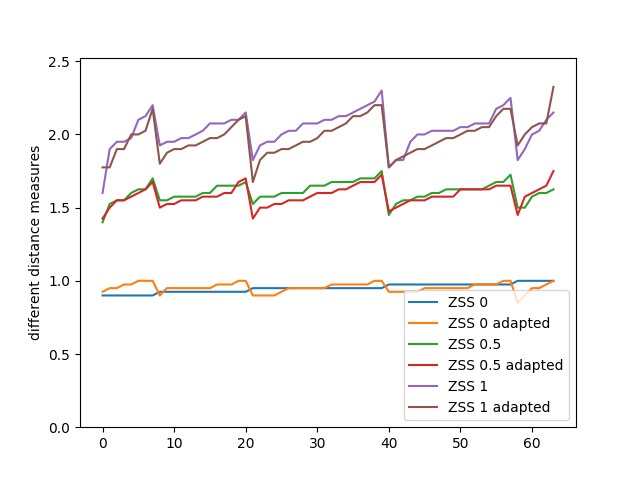 2.5
2.0
1.5
1.0
0.5
0.0
different distance measures
0 10 20 30 40 50 60
ZSS 0
ZSS 0 adapted
ZSS 0.5
ZSS 0.5 adapted
ZSS 1
ZSS 1 adapted